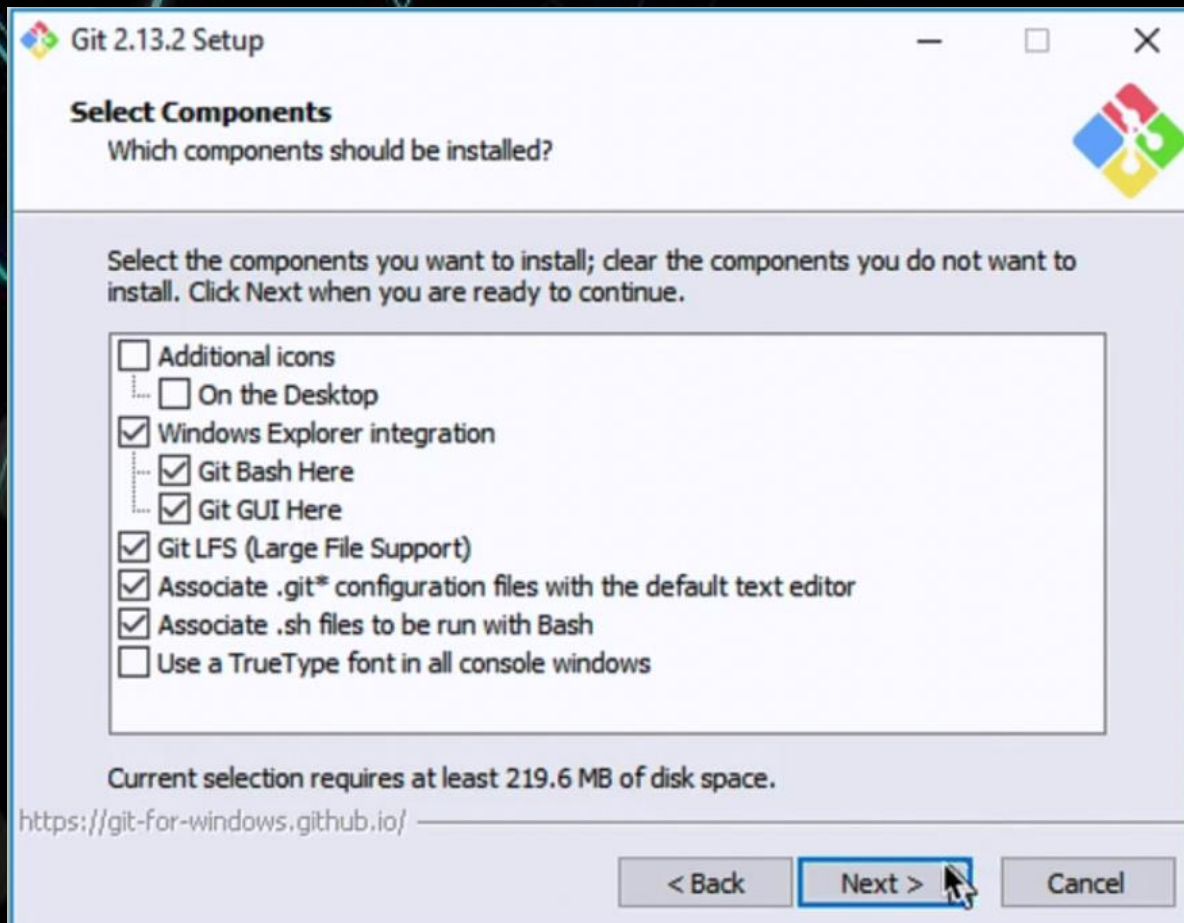 Git 2.13.2 Setup
Select Components
Which components should be installed?
Select the components you want to install; clear the components you do not want to
install. Click Next when you are ready to continue.
Additional icons
On the Desktop
Windows Explorer integration
Git Bash Here
Git GUI Here
Git LFS (Large File Support)
Associate .git* configuration files with the default text editor
Associate .sh files to be run with Bash
Use a TrueType font in all console windows
Current selection requires at least 219.6 MB of disk space.
https://git-for-windows.github.io/
< Back Next > Cancel